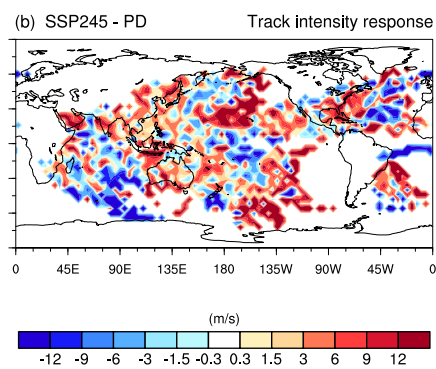 (b) SSP245 - PD Track intensity response
0 45E 90E 135E 180 135W 90W 45W 0
(m/s)
-12 -9 -6 -3 -1.5 -0.3 0.3 1.5 3 6 9 12